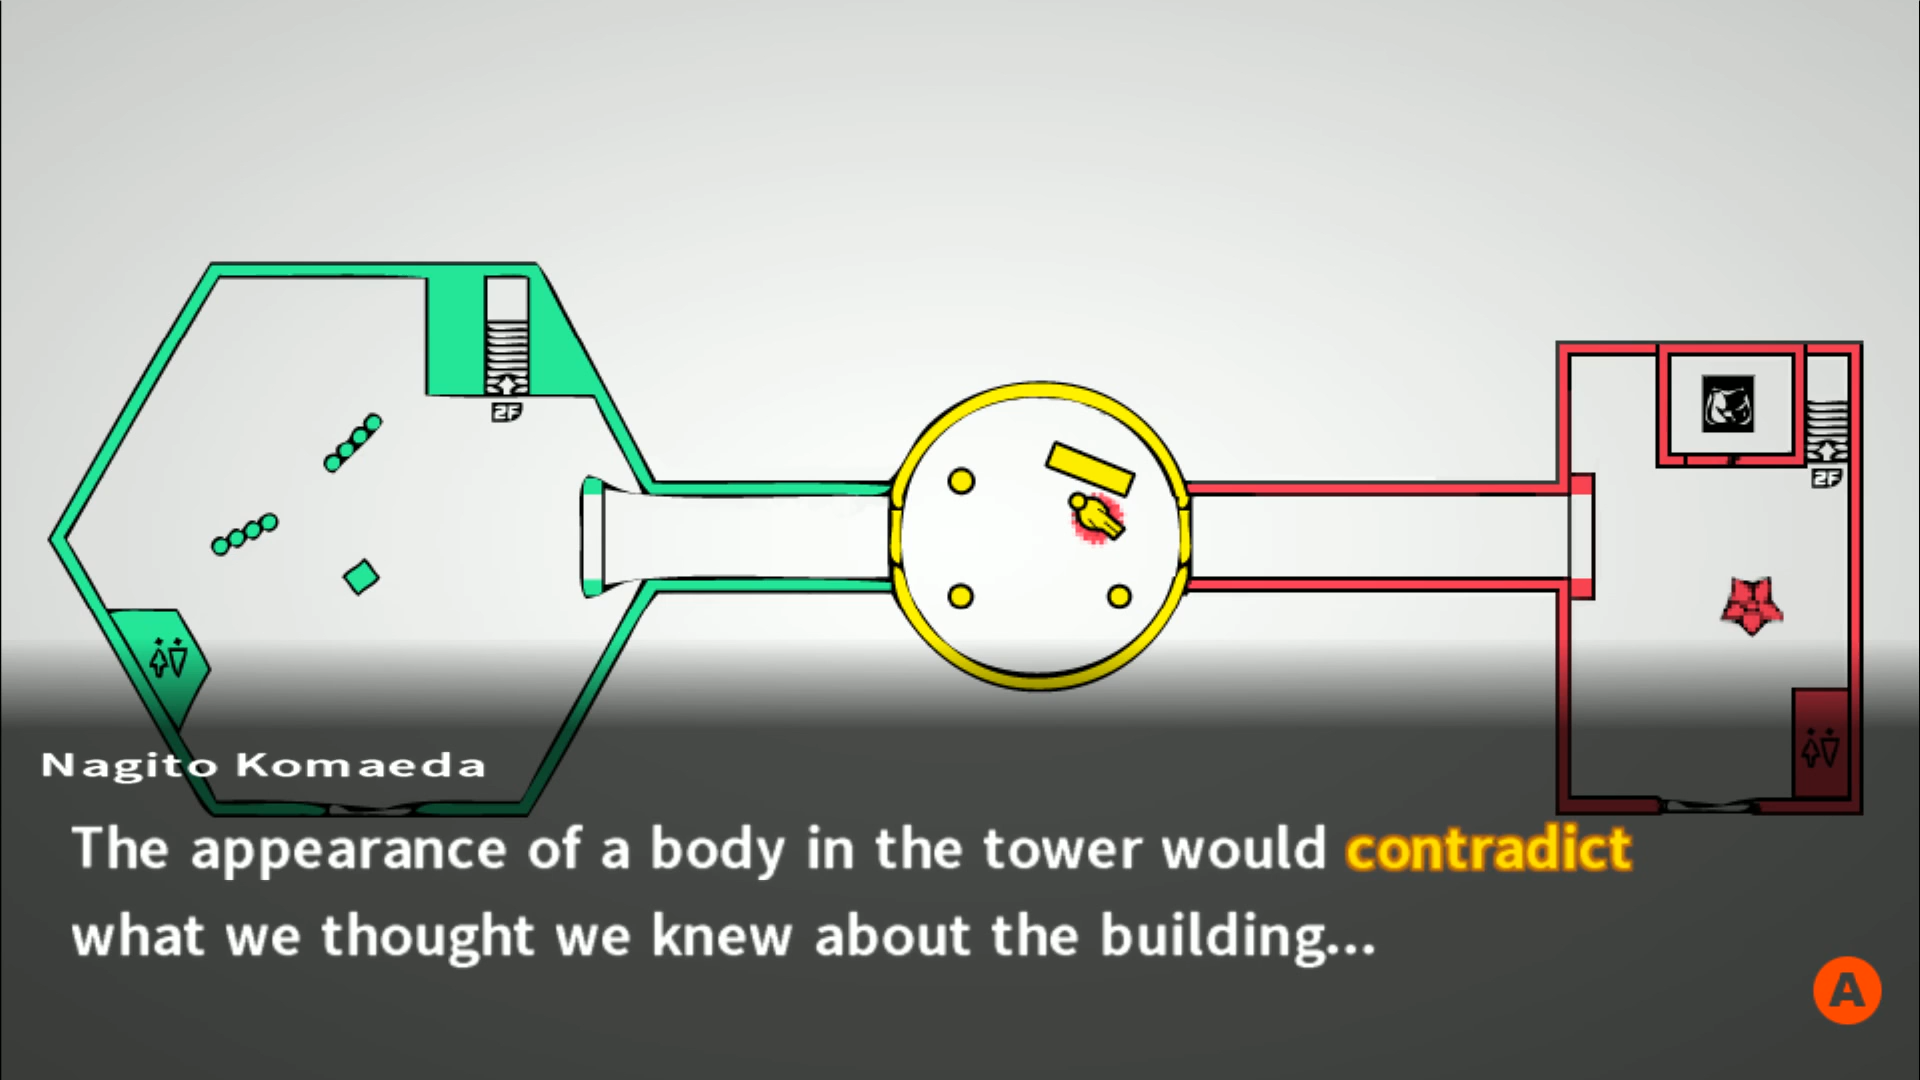 2F
2F
Nagito Komaeda
The appearance of a body in the tower would contradict
what we thought we knew about the building...
A